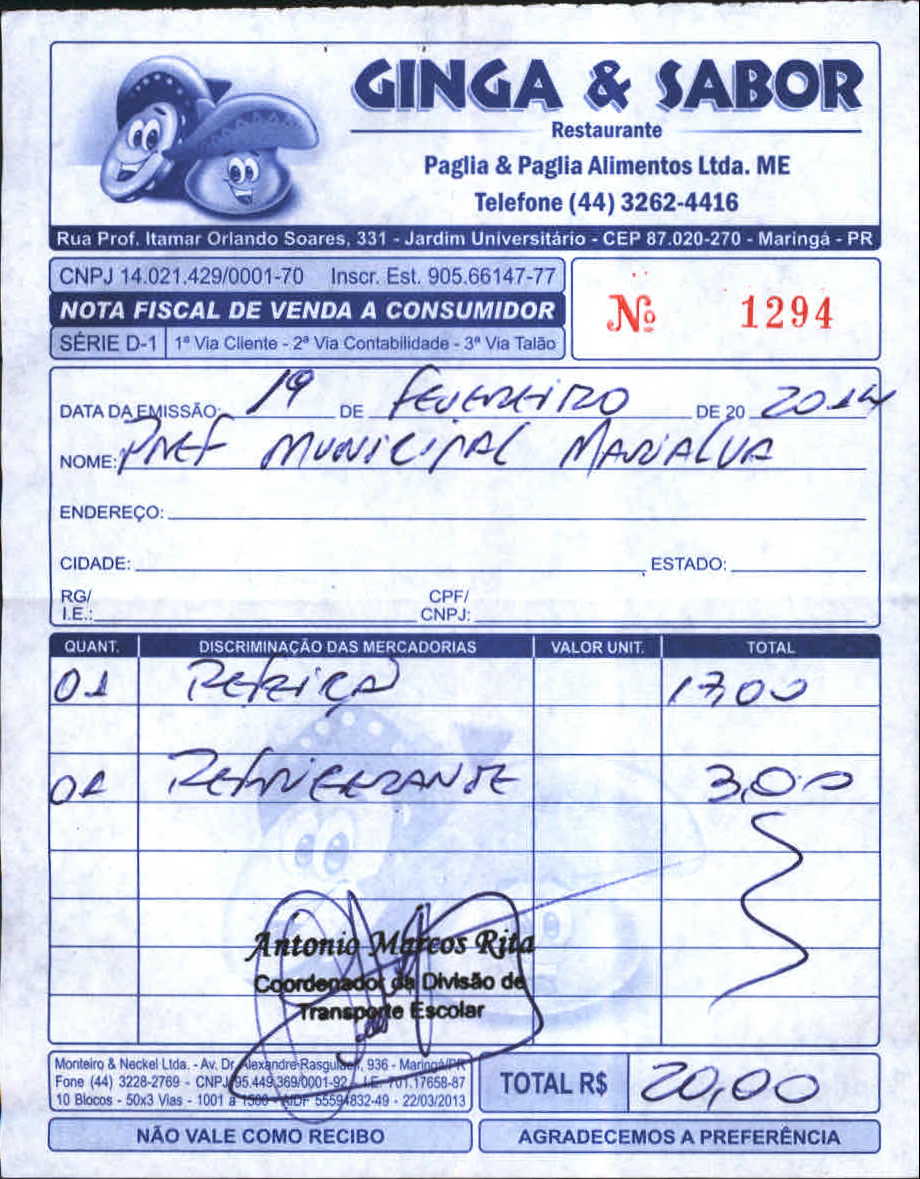 GINGA & SABOR
Restaurante
Paglia & Paglia Alimentos Ltda. ME
Telefone (44) 3262-4416
Rua Prof. Itamar Orlando Soares, 331 - Jardim Universitário - CEP 87.020-270 - Maringá - PR
CNPJ 14.021.429/0001-70 Inscr. Est. 905.66147-77
NOTA FISCAL DE VENDA A CONSUMIDOR
SÉRIE D-1 1ª Via Cliente - 2ª Via Contabilidade - 3ª Via Talão
Nº 1294
DATA DA EMISSÃO: 19 DE FEVEREIRO DE 20 2014
NOME: PREF MUNICIPAL MARIALVA
ENDEREÇO:
CIDADE: ESTADO:
RG/ CPF/
I.E.: CNPJ:
QUANT. DISCRIMINAÇÃO DAS MERCADORIAS VALOR UNIT. TOTAL
01 REFEIÇÃO 17,00
01 REFRIGERANTE 3,00
Antonio Marcos Rita
Coordenador da Divisão de
Transporte Escolar
Monteiro & Neckel Ltda. - Av. Dr. Alexandre Rasgulaeff, 936 - Maringá/PR
Fone (44) 3228-2769 - CNPJ 95.449.369/0001-92 - I.E. 701.17658-87
10 Blocos - 50x3 Vias - 1001 a 1500 - AIDF 55594832-49 - 22/03/2013
TOTAL R$ 20,00
NÃO VALE COMO RECIBO AGRADECEMOS A PREFERÊNCIA